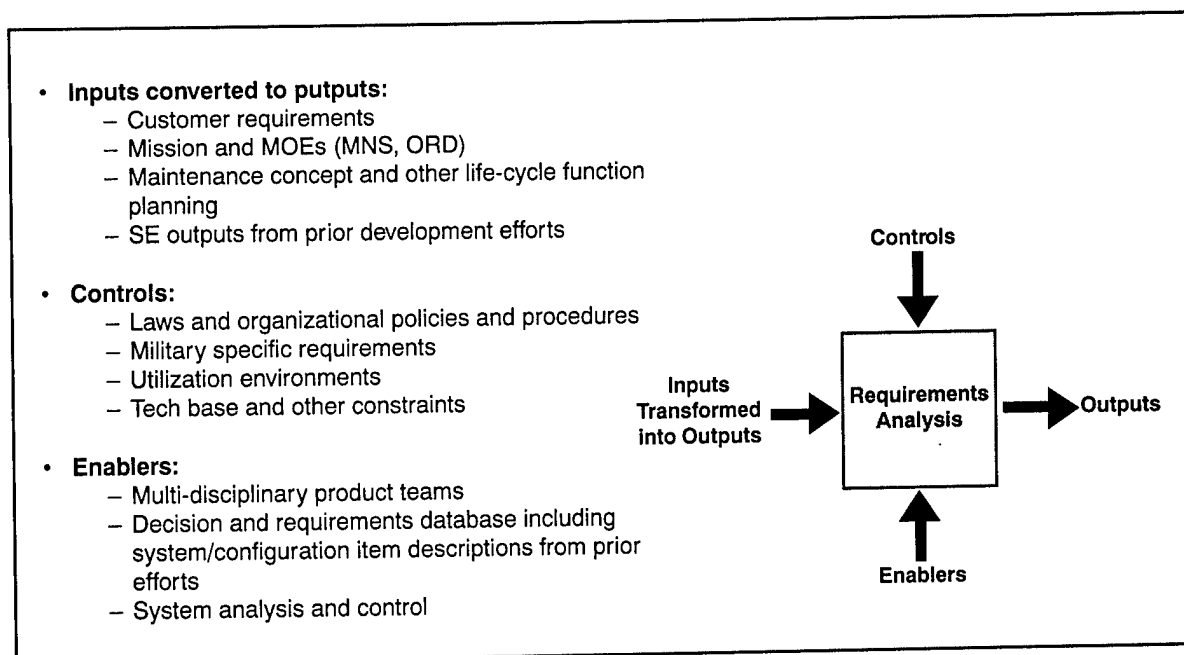 • Inputs converted to putputs:
– Customer requirements
– Mission and MOEs (MNS, ORD)
– Maintenance concept and other life-cycle function
planning
– SE outputs from prior development efforts
• Controls:
– Laws and organizational policies and procedures
– Military specific requirements
– Utilization environments
– Tech base and other constraints
• Enablers:
– Multi-disciplinary product teams
– Decision and requirements database including
system/configuration item descriptions from prior
efforts
– System analysis and control
Controls
Inputs
Transformed
into Outputs
Requirements
Analysis
Outputs
Enablers